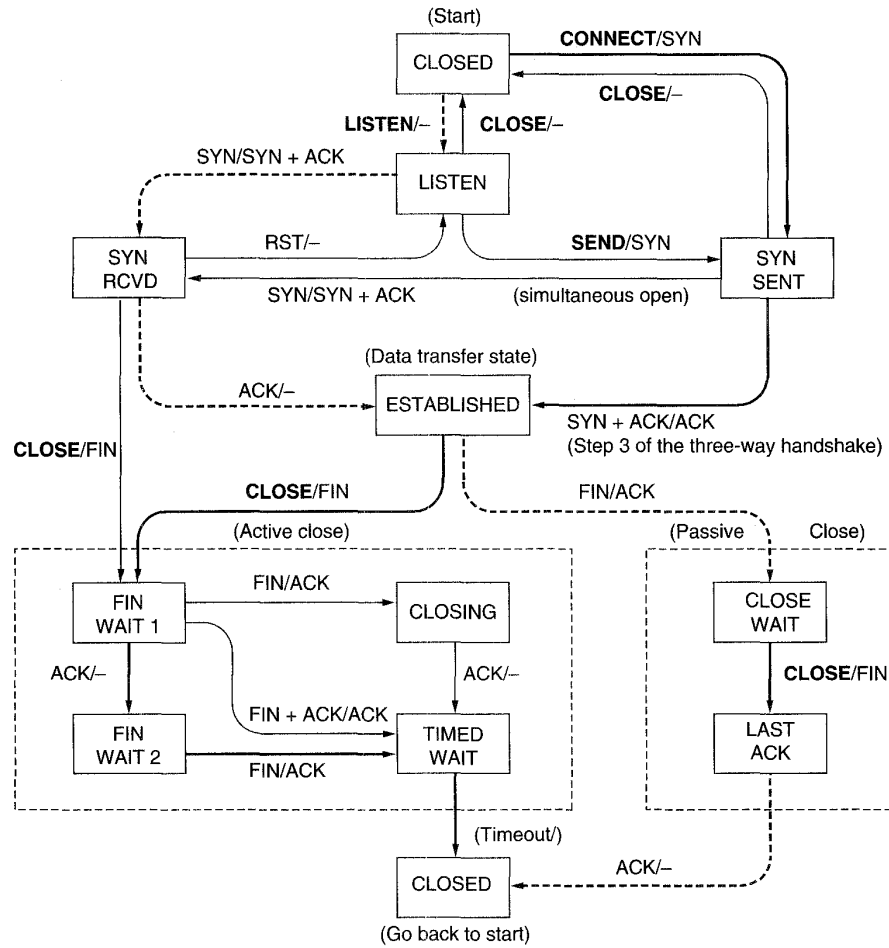 (Start)
CLOSED
CONNECT/SYN
CLOSE/–
LISTEN/–
CLOSE/–
SYN/SYN + ACK
LISTEN
RST/–
SEND/SYN
SYN
RCVD
SYN
SENT
SYN/SYN + ACK
(simultaneous open)
(Data transfer state)
ACK/–
ESTABLISHED
SYN + ACK/ACK
(Step 3 of the three-way handshake)
CLOSE/FIN
CLOSE/FIN
FIN/ACK
(Active close)
(Passive
Close)
FIN
WAIT 1
FIN/ACK
CLOSING
CLOSE
WAIT
ACK/–
ACK/–
CLOSE/FIN
FIN + ACK/ACK
FIN
WAIT 2
FIN/ACK
TIMED
WAIT
LAST
ACK
(Timeout/)
ACK/–
CLOSED
(Go back to start)